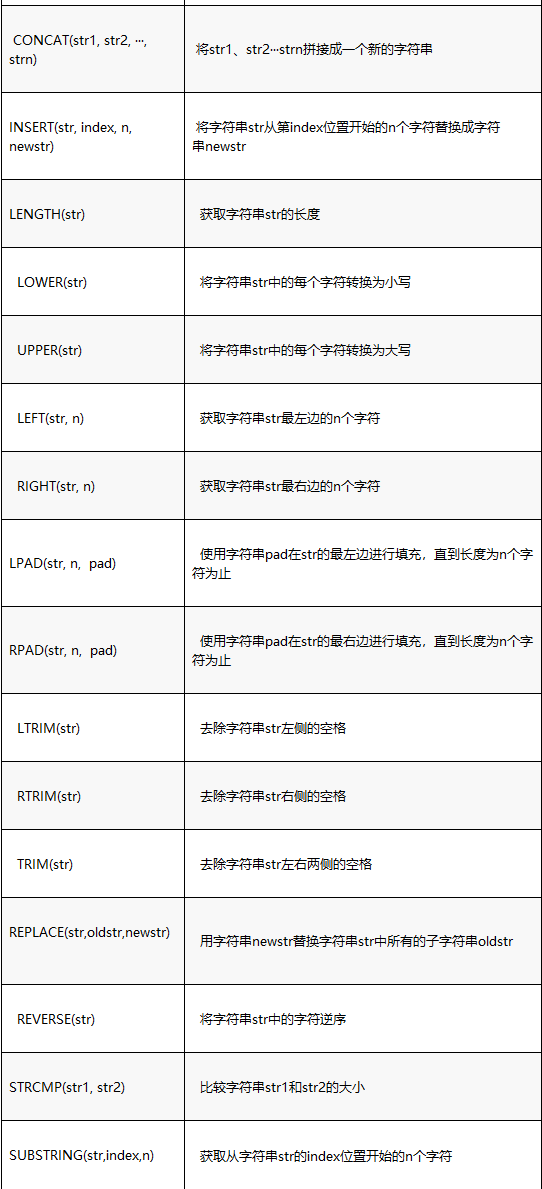 CONCAT(str1, str2, ···,
strn)
将str1、str2···strn拼接成一个新的字符串
INSERT(str, index, n,
newstr)
将字符串str从第index位置开始的n个字符替换成字符
串newstr
LENGTH(str)
获取字符串str的长度
LOWER(str)
将字符串str中的每个字符转换为小写
UPPER(str)
将字符串str中的每个字符转换为大写
LEFT(str, n)
获取字符串str最左边的n个字符
RIGHT(str, n)
获取字符串str最右边的n个字符
LPAD(str, n, pad)
使用字符串pad在str的最左边进行填充，直到长度为n个字
符为止
RPAD(str, n, pad)
使用字符串pad在str的最右边进行填充，直到长度为n个字
符为止
LTRIM(str)
去除字符串str左侧的空格
RTRIM(str)
去除字符串str右侧的空格
TRIM(str)
去除字符串str左右两侧的空格
REPLACE(str,oldstr,newstr)
用字符串newstr替换字符串str中所有的子字符串oldstr
REVERSE(str)
将字符串str中的字符逆序
STRCMP(str1, str2)
比较字符串str1和str2的大小
SUBSTRING(str,index,n)
获取从字符串str的index位置开始的n个字符